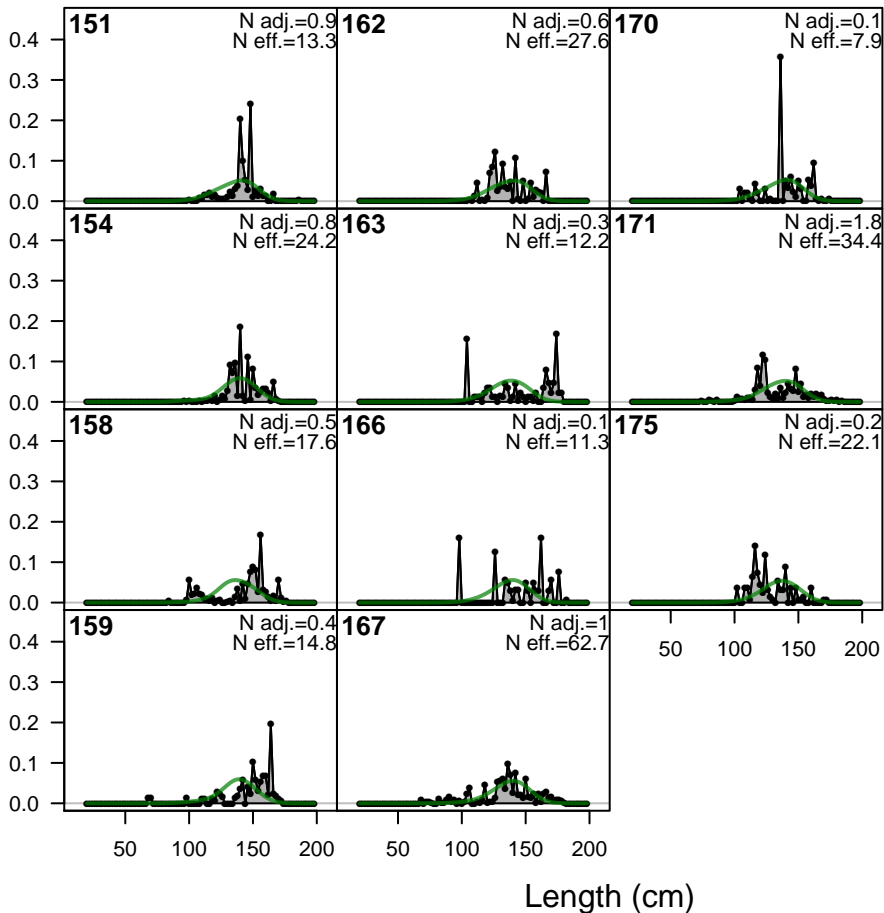 151 N adj.=0.9
N eff.=13.3
162 N adj.=0.6
N eff.=27.6
170 N adj.=0.1
N eff.=7.9
0.4
0.3
0.2
0.1
0.0
154 N adj.=0.8
N eff.=24.2
163 N adj.=0.3
N eff.=12.2
171 N adj.=1.8
N eff.=34.4
0.4
0.3
0.2
0.1
0.0
158 N adj.=0.5
N eff.=17.6
166 N adj.=0.1
N eff.=11.3
175 N adj.=0.2
N eff.=22.1
0.4
0.3
0.2
0.1
0.0
159 N adj.=0.4
N eff.=14.8
167 N adj.=1
N eff.=62.7
50 100 150 200
0.4
0.3
0.2
0.1
0.0
50 100 150 200
50 100 150 200
Length (cm)